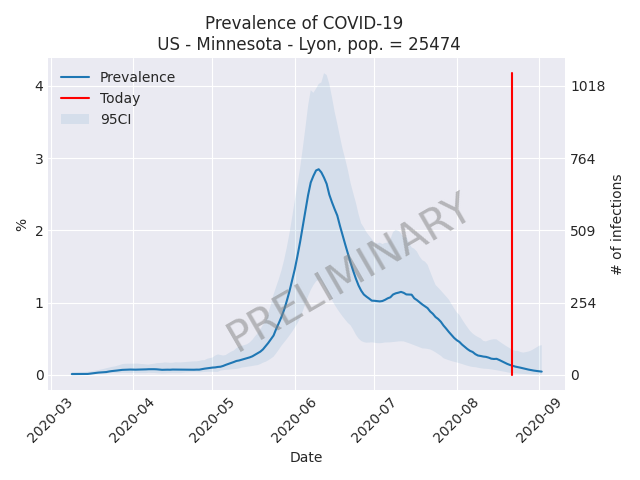 Prevalence of COVID-19
US - Minnesota - Lyon, pop. = 25474
Prevalence
Today
95CI
4
3
2
1
0
%
1018
764
509
254
0
# of infections
PRELIMINARY
2020-03
2020-04
2020-05
2020-06
2020-07
2020-08
2020-09
Date